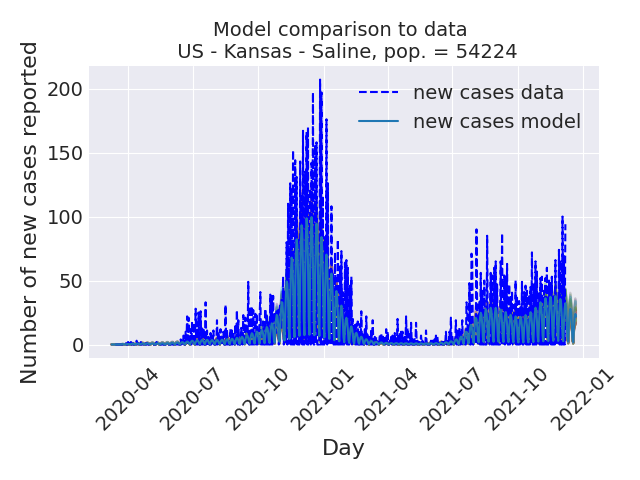 Model comparison to data
US - Kansas - Saline, pop. = 54224
new cases data
new cases model
Number of new cases reported
200
150
100
50
0
2020-04
2020-07
2020-10
2021-01
2021-04
2021-07
2021-10
2022-01
Day